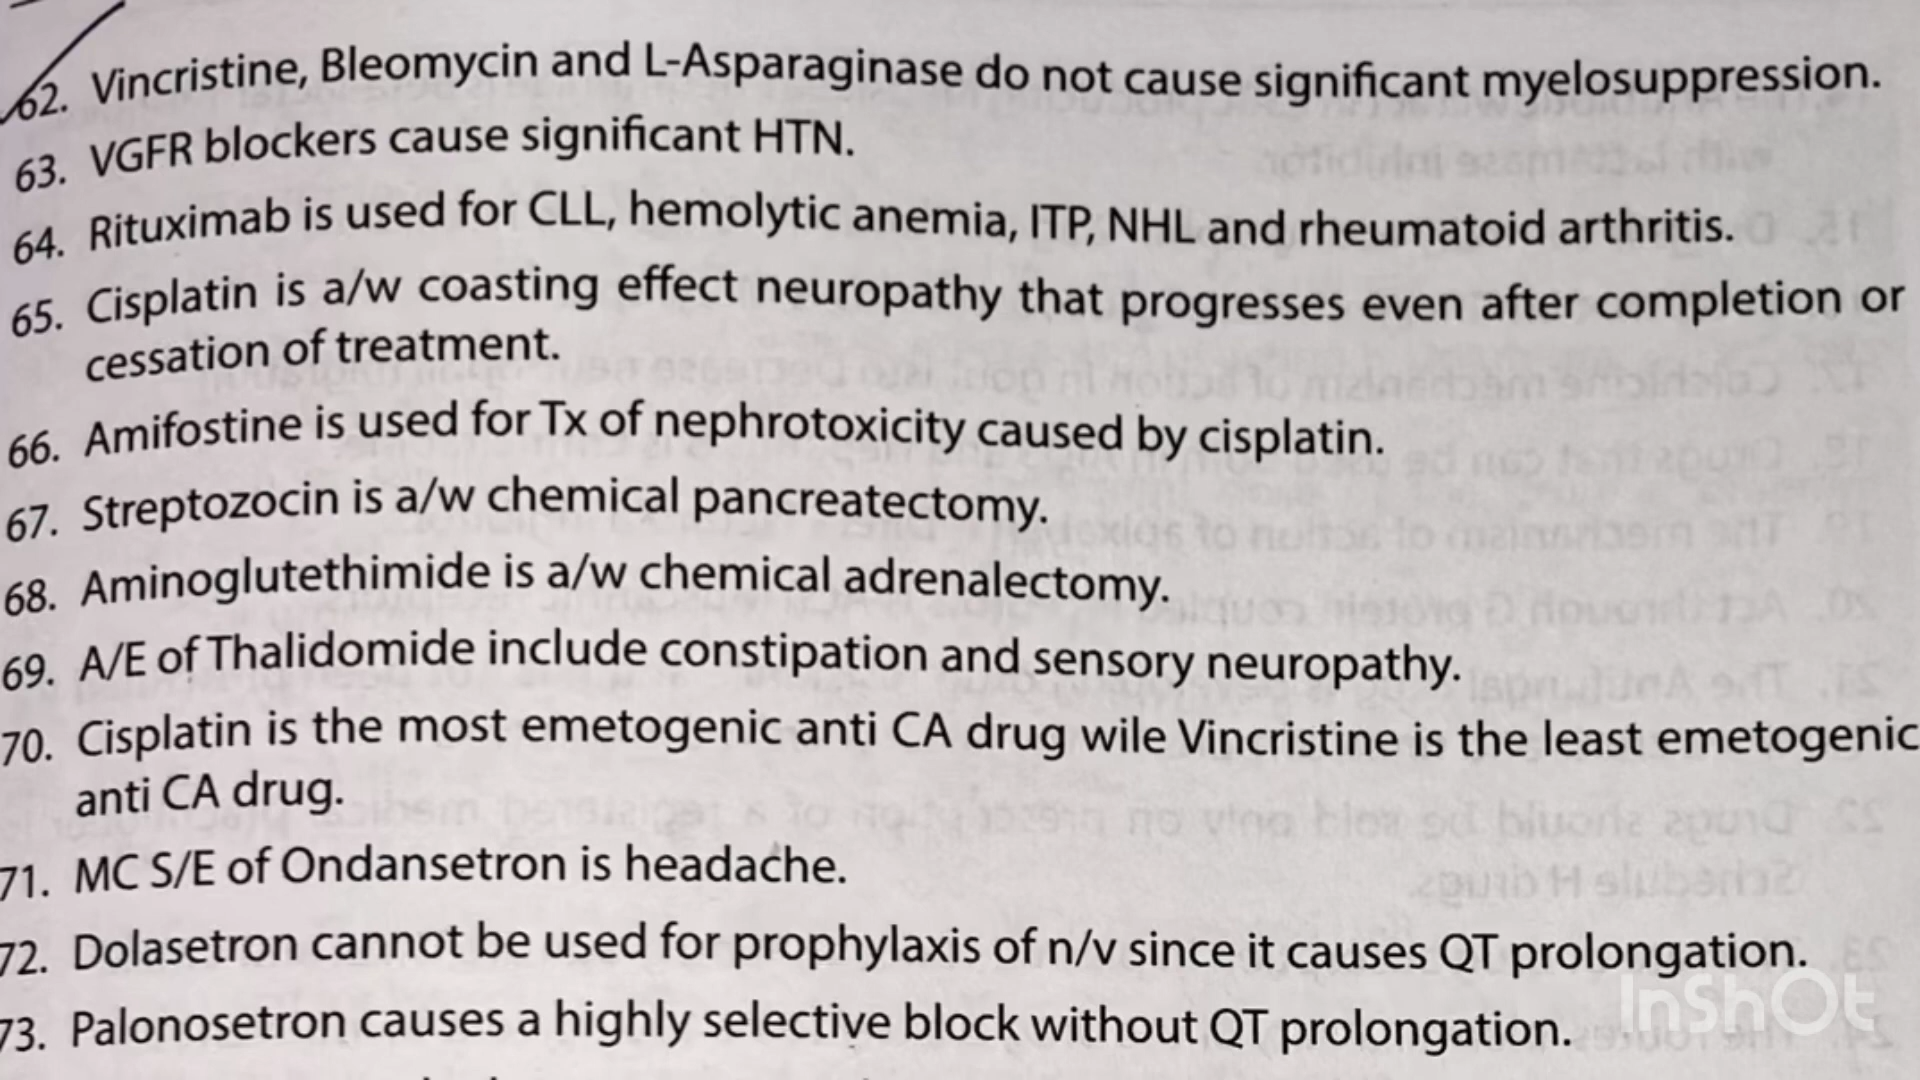 62. Vincristine, Bleomycin and L-Asparaginase do not cause significant myelosuppression.
63. VGFR blockers cause significant HTN.
64. Rituximab is used for CLL, hemolytic anemia, ITP, NHL and rheumatoid arthritis.
65. Cisplatin is a/w coasting effect neuropathy that progresses even after completion or
cessation of treatment.
66. Amifostine is used for Tx of nephrotoxicity caused by cisplatin.
67. Streptozocin is a/w chemical pancreatectomy.
68. Aminoglutethimide is a/w chemical adrenalectomy.
69. A/E of Thalidomide include constipation and sensory neuropathy.
70. Cisplatin is the most emetogenic anti CA drug wile Vincristine is the least emetogenic
anti CA drug.
71. MC S/E of Ondansetron is headache.
72. Dolasetron cannot be used for prophylaxis of n/v since it causes QT prolongation.
73. Palonosetron causes a highly selective block without QT prolongation.
InShOt